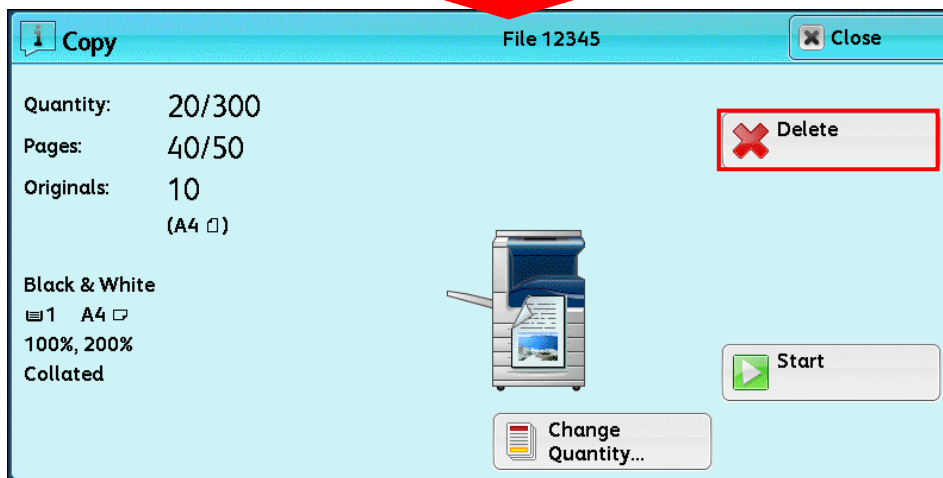 Copy
File 12345
Close
Quantity: 20/300
Pages: 40/50
Originals: 10
(A4)
Delete
Black & White
1 A4
100%, 200%
Collated
Start
Change
Quantity...